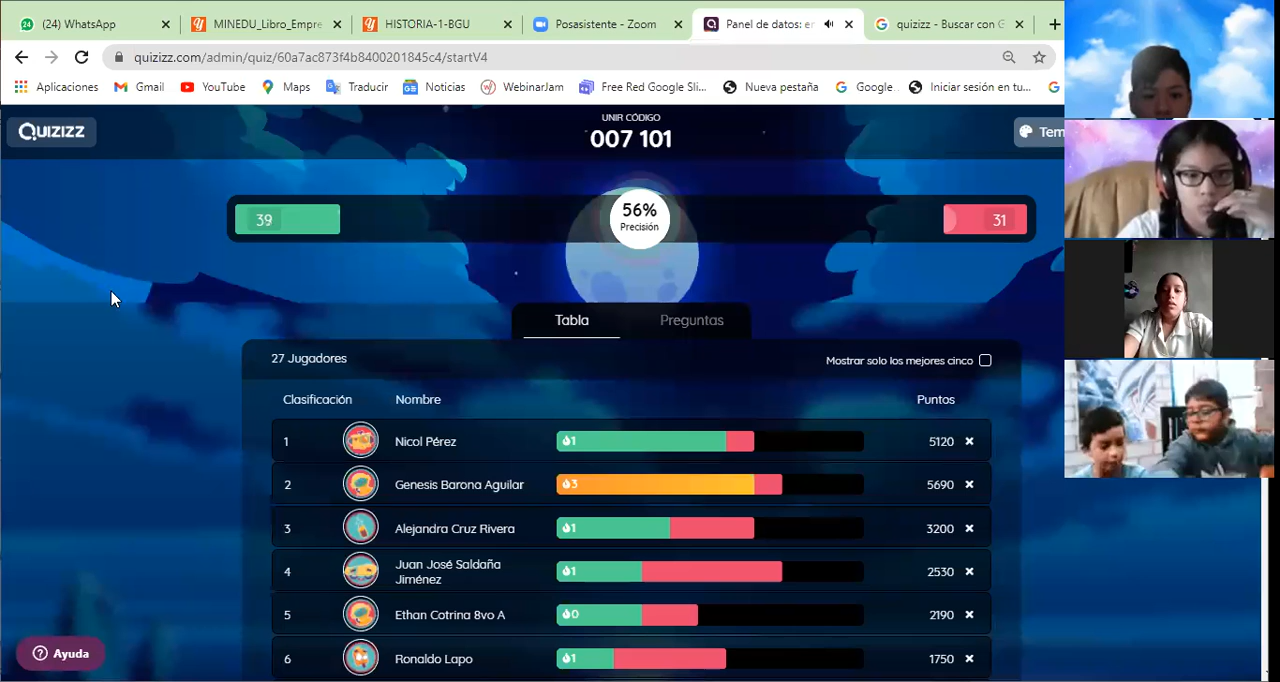 (24) WhatsApp
MINEDU_Libro_Empre
HISTORIA-1-BGU
Posasistente - Zoom
Panel de datos: en
quizizz - Buscar con G
quizizz.com/admin/quiz/60a7ac873f4b8400201845c4/startV4
Aplicaciones
Gmail
YouTube
Maps
Traducir
Noticias
WebinarJam
Free Red Google Sli...
Nueva pestaña
Google
Iniciar sesión en tu...
QUIZIZZ
UNIR CÓDIGO
007 101
Tem
39
56%
Precisión
31
Tabla
Preguntas
27 Jugadores
Mostrar solo los mejores cinco
Clasificación
Nombre
Puntos
1 Nicol Pérez 1 5120
2 Genesis Barona Aguilar 3 5690
3 Alejandra Cruz Rivera 1 3200
4 Juan José Saldaña
Jiménez 1 2530
5 Ethan Cotrina 8vo A 0 2190
6 Ronaldo Lapo 1 1750
Ayuda